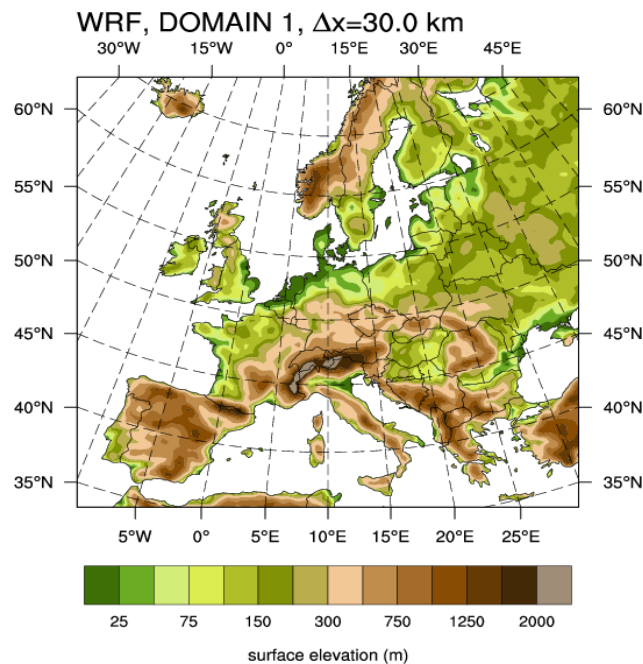 WRF, DOMAIN 1, Δx=30.0 km
30°W 15°W 0° 15°E 30°E 45°E
60°N 60°N
55°N 55°N
50°N 50°N
45°N 45°N
40°N 40°N
35°N 35°N
5°W 0° 5°E 10°E 15°E 20°E 25°E
25 75 150 300 750 1250 2000
surface elevation (m)